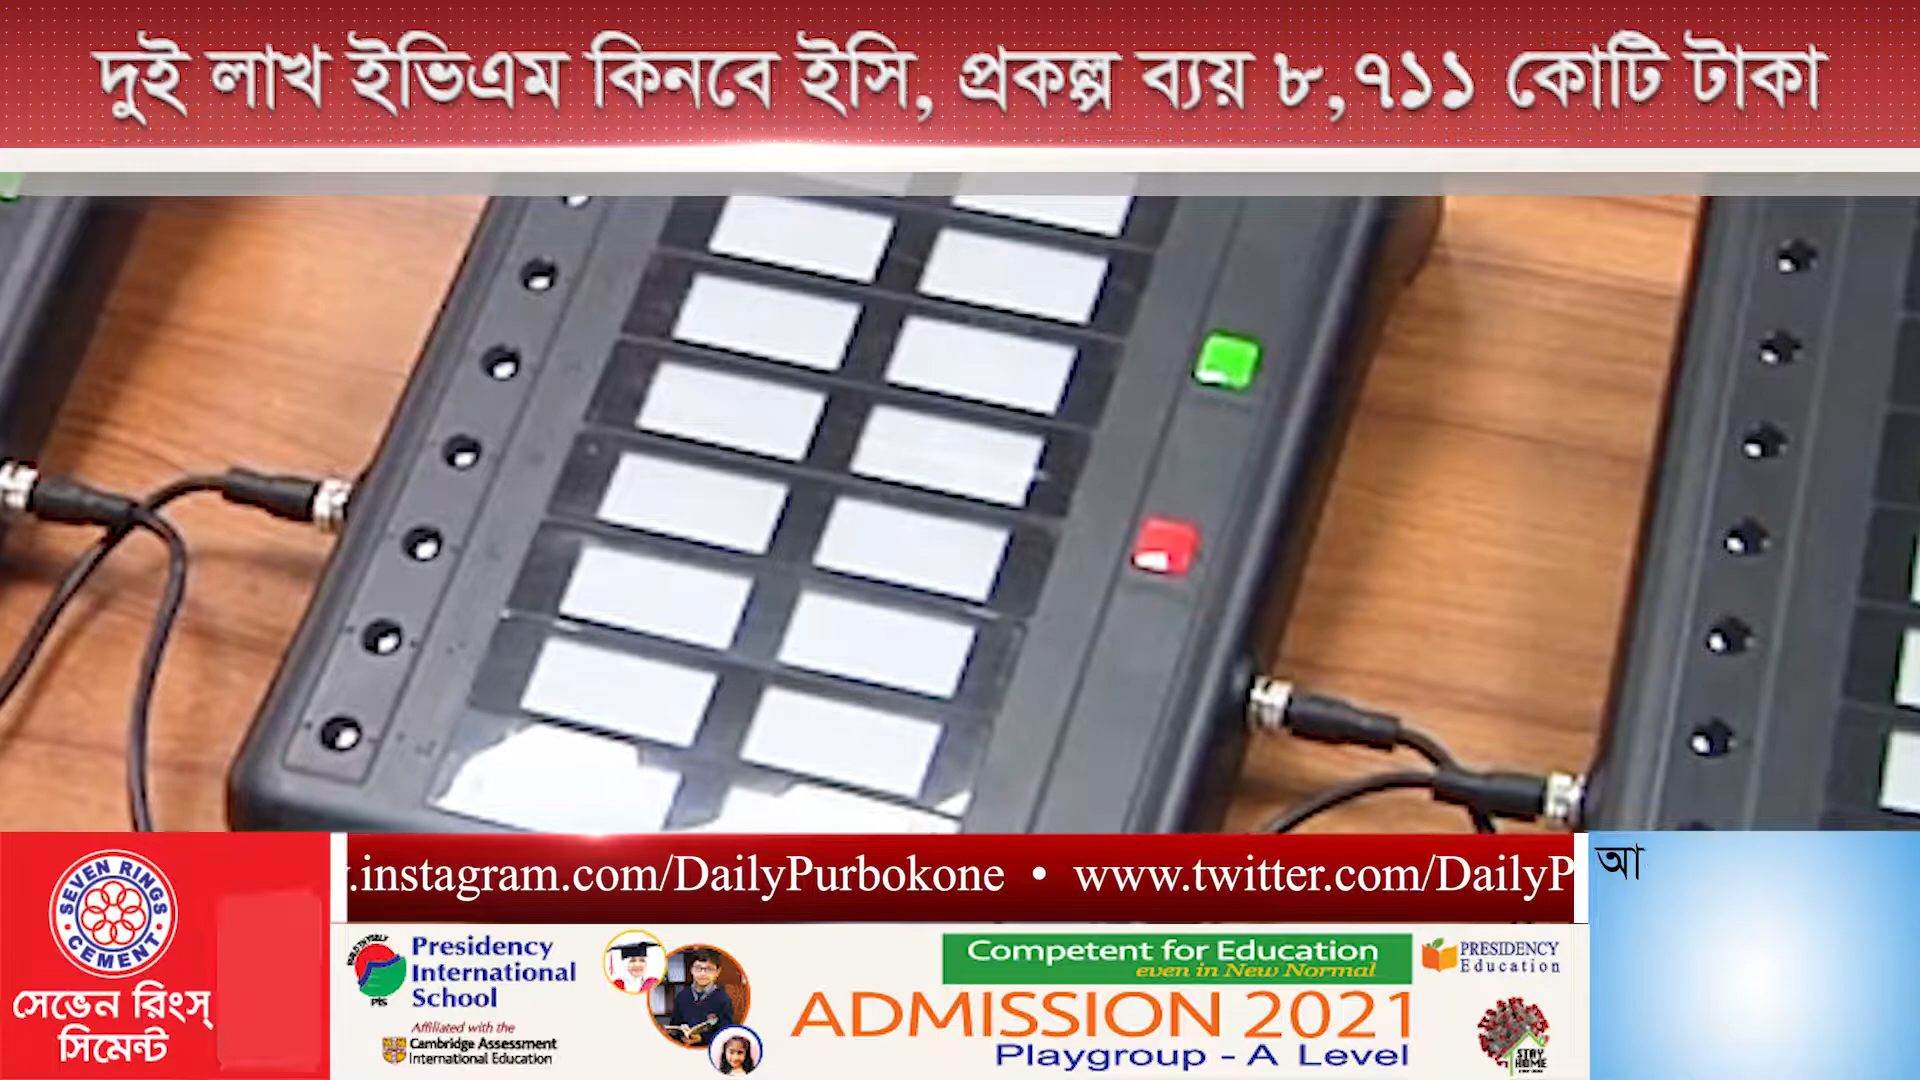 দুই লাখ ইভিএম কিনবে ইসি, প্রকল্প ব্যয় ৮,৭১১ কোটি টাকা
.instagram.com/DailyPurbokone • www.twitter.com/DailyP
আ
SEVEN RINGS
CEMENT
সেভেন রিংস্
সিমেন্ট
Presidency
International
School
PIS
Affiliated with the
Cambridge Assessment
International Education
Competent for Education
even in New Normal
ADMISSION 2021
Playgroup - A Level
PRESIDENCY
Education
STAY
HOME